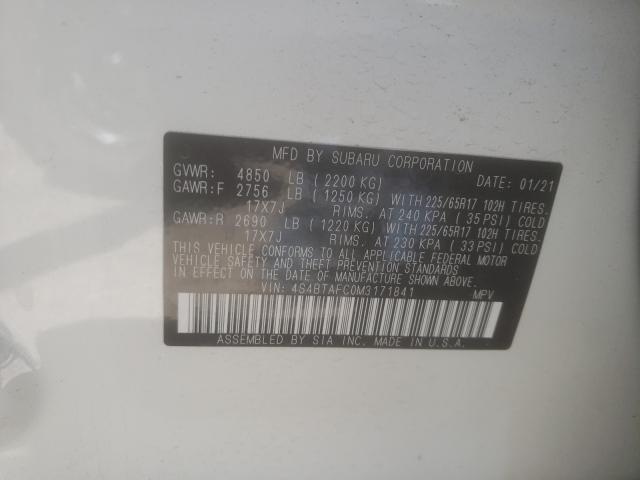 MFD BY SUBARU CORPORATION
GVWR: 4850 LB (2200 KG) DATE: 01/21
GAWR:F 2756 LB (1250 KG) WITH 225/65R17 102H TIRES.
17X7J RIMS. AT 240 KPA (35 PSI) COLD
GAWR:R 2690 LB (1220 KG) WITH 225/65R17 102H TIRES.
17X7J RIMS. AT 230 KPA (33 PSI) COLD
THIS VEHICLE CONFORMS TO ALL APPLICABLE FEDERAL MOTOR
VEHICLE SAFETY AND THEFT PREVENTION STANDARDS
IN EFFECT ON THE DATE OF MANUFACTURE SHOWN ABOVE.
VIN: 4S4BTAFC0M3171841 MPV
ASSEMBLED BY SIA INC. MADE IN U.S.A.